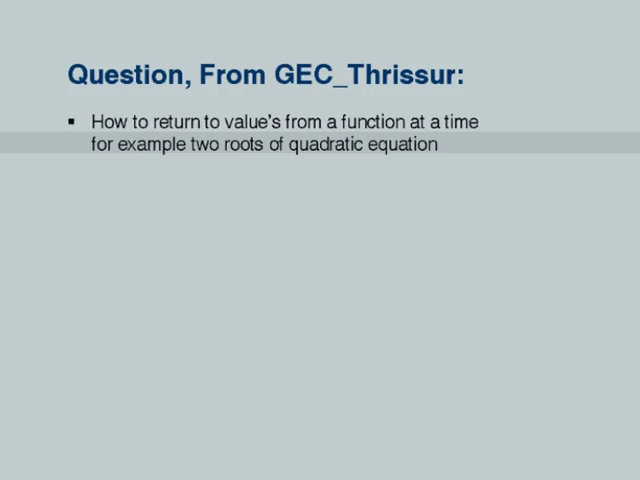 Question, From GEC_Thrissur:
How to return to value's from a function at a time
for example two roots of quadratic equation